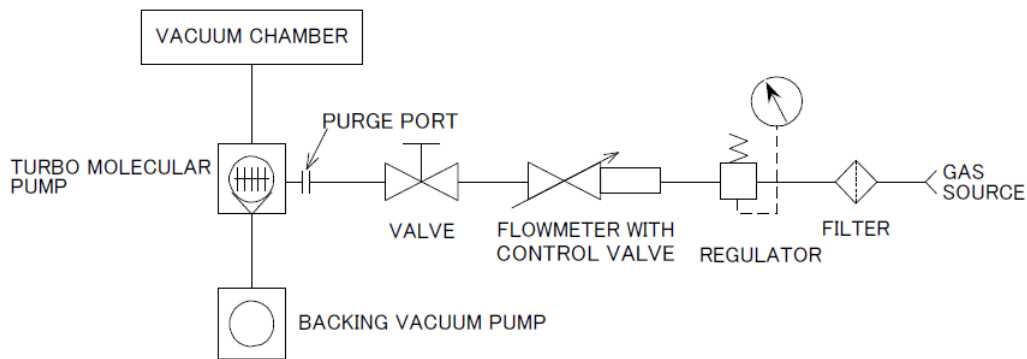 VACUUM CHAMBER
PURGE PORT
TURBO MOLECULAR
PUMP
VALVE
FLOWMETER WITH
CONTROL VALVE
REGULATOR
FILTER
GAS
SOURCE
BACKING VACUUM PUMP